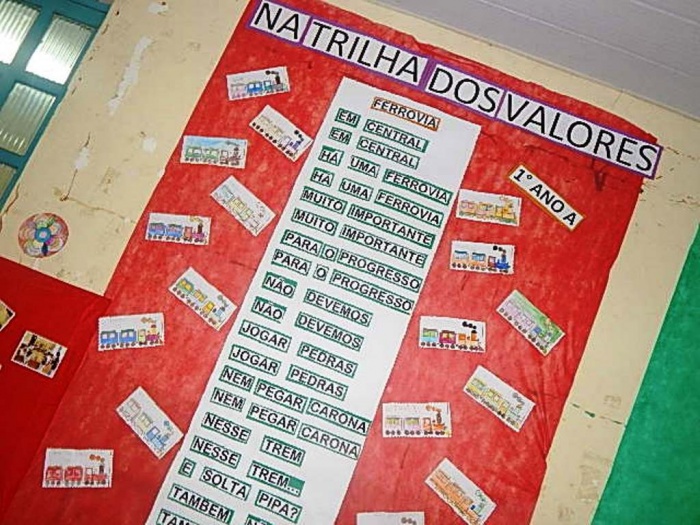 NA TRILHA DOS VALORES
1º ANO A
FERROVIA
EM CENTRAL
EM CENTRAL
HÁ UMA FERROVIA
HÁ UMA FERROVIA
MUITO IMPORTANTE
MUITO IMPORTANTE
PARA O PROGRESSO
PARA O PROGRESSO
NÃO DEVEMOS
NÃO DEVEMOS
JOGAR PEDRAS
JOGAR PEDRAS
NEM PEGAR CARONA
NEM PEGAR CARONA
NESSE TREM
NESSE TREM...
E SOLTA PIPA?
TAMBÉM